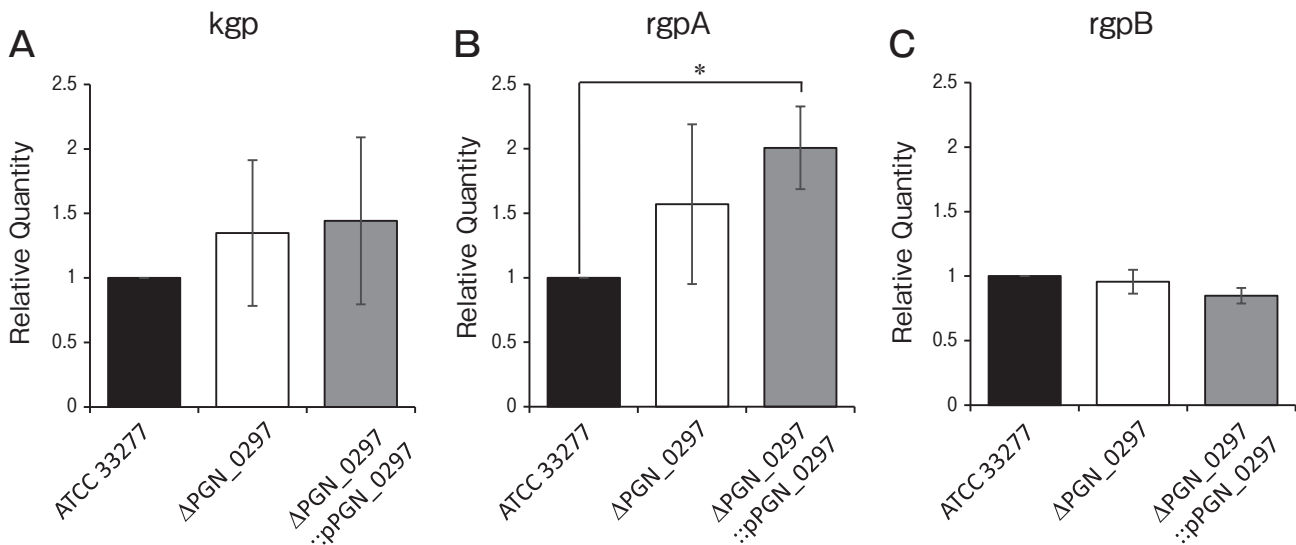 A
kgp
Relative Quantity
2.5
2
1.5
1
0.5
0
ATCC 33277
ΔPGN_0297
ΔPGN_0297
::pPGN_0297
B
rgpA
Relative Quantity
2.5
2
1.5
1
0.5
0
*
ATCC 33277
ΔPGN_0297
ΔPGN_0297
::pPGN_0297
C
rgpB
Relative Quantity
2.5
2
1.5
1
0.5
0
ATCC 33277
ΔPGN_0297
ΔPGN_0297
::pPGN_0297